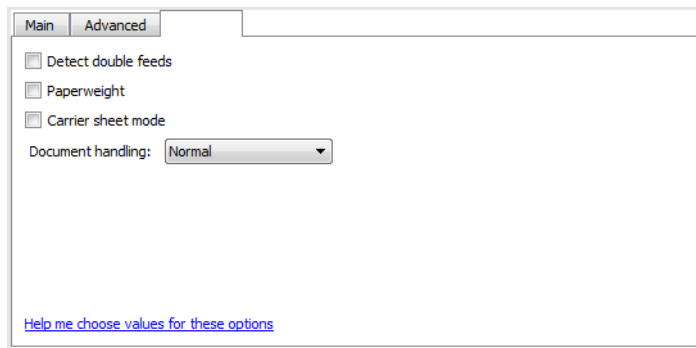 Main Advanced
Detect double feeds
Paperweight
Carrier sheet mode
Document handling: Normal
Help me choose values for these options